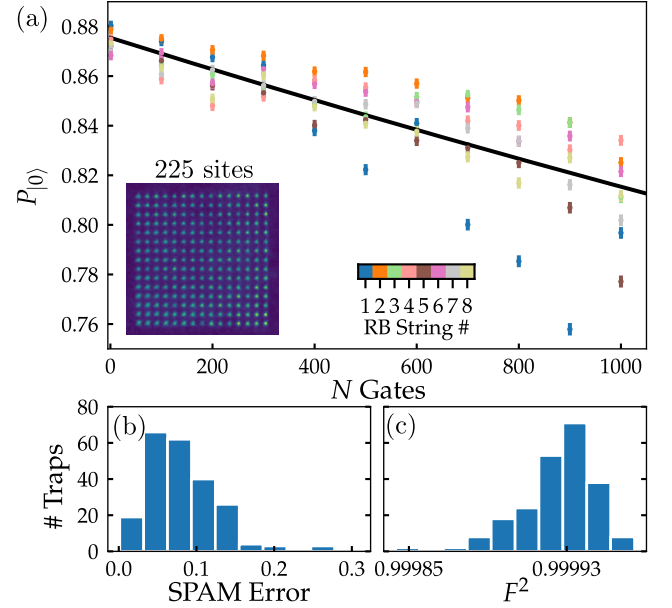 (a)
0.88
0.86
0.84
0.82
0.80
0.78
0.76
P|0⟩
225 sites
1 2 3 4 5 6 7 8
RB String #
0 200 400 600 800 1000
N Gates
(b)
80
60
40
20
0
# Traps
0.0 0.1 0.2 0.3
SPAM Error
(c)
0.99985 0.99993
F²